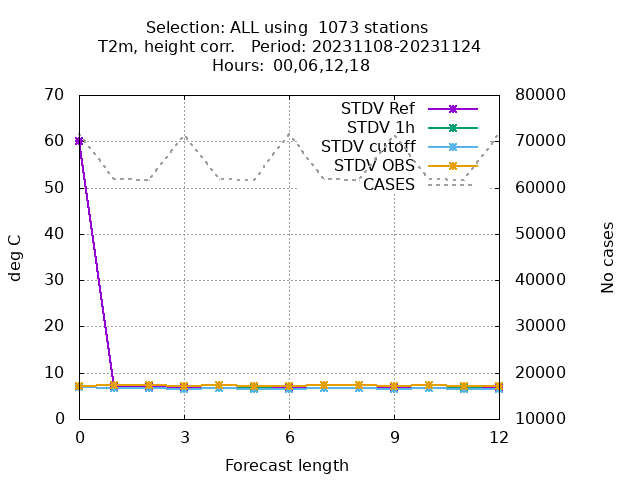 Selection: ALL using  1073 stations
T2m, height corr.   Period: 20231108-20231124
Hours:  00,06,12,18
70 80000
STDV Ref
STDV 1h
60 70000
STDV cutoff
STDV OBS
CASES
50 60000
40 50000
deg C
No cases
30 40000
20 30000
10 20000
0 10000
0 3 6 9 12
Forecast length